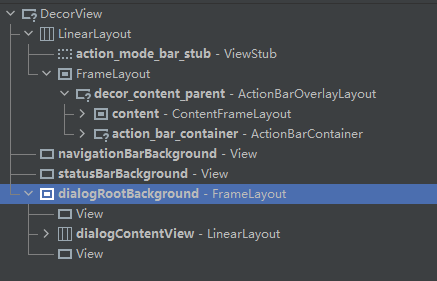 DecorView
LinearLayout
action_mode_bar_stub - ViewStub
FrameLayout
decor_content_parent - ActionBarOverlayLayout
content - ContentFrameLayout
action_bar_container - ActionBarContainer
navigationBarBackground - View
statusBarBackground - View
dialogRootBackground - FrameLayout
View
dialogContentView - LinearLayout
View